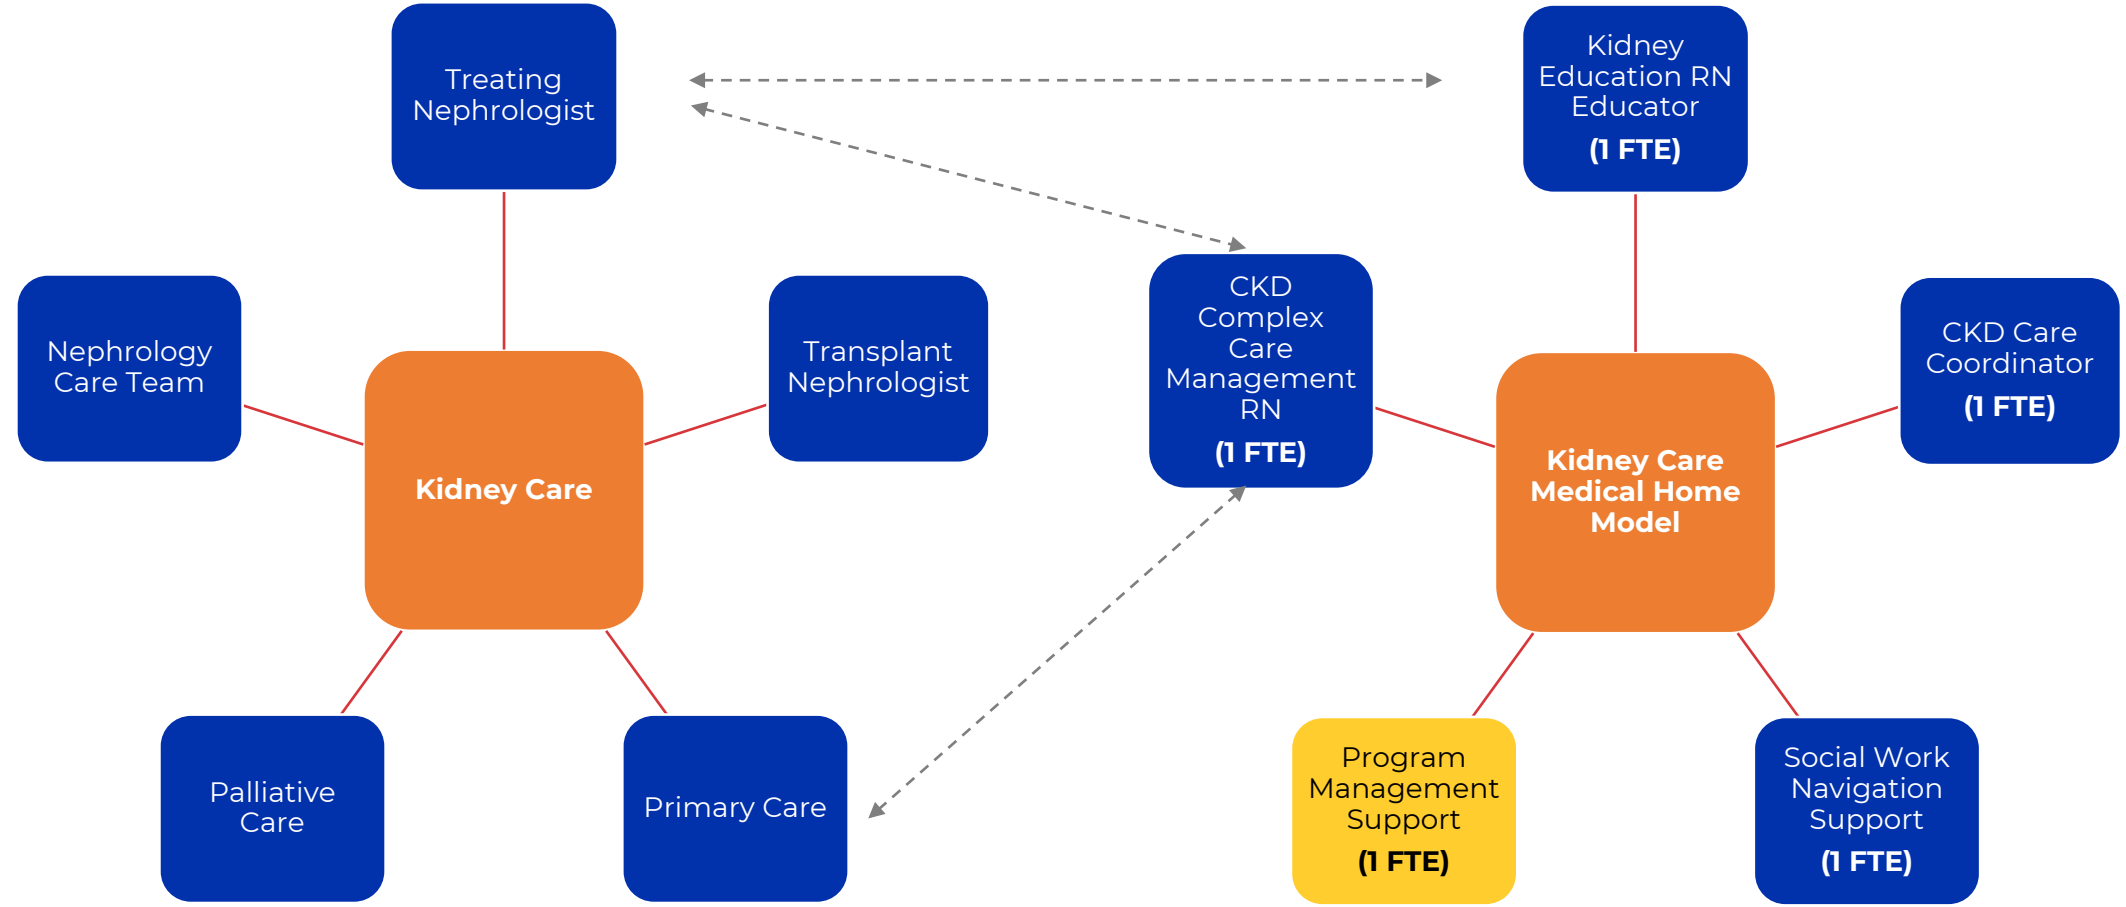 Treating
Nephrologist
Kidney
Education RN
Educator
(1 FTE)
Nephrology
Care Team
Transplant
Nephrologist
CKD
Complex
Care
Management
RN
(1 FTE)
CKD Care
Coordinator
(1 FTE)
Kidney Care
Kidney Care
Medical Home
Model
Palliative
Care
Primary Care
Program
Management
Support
(1 FTE)
Social Work
Navigation
Support
(1 FTE)